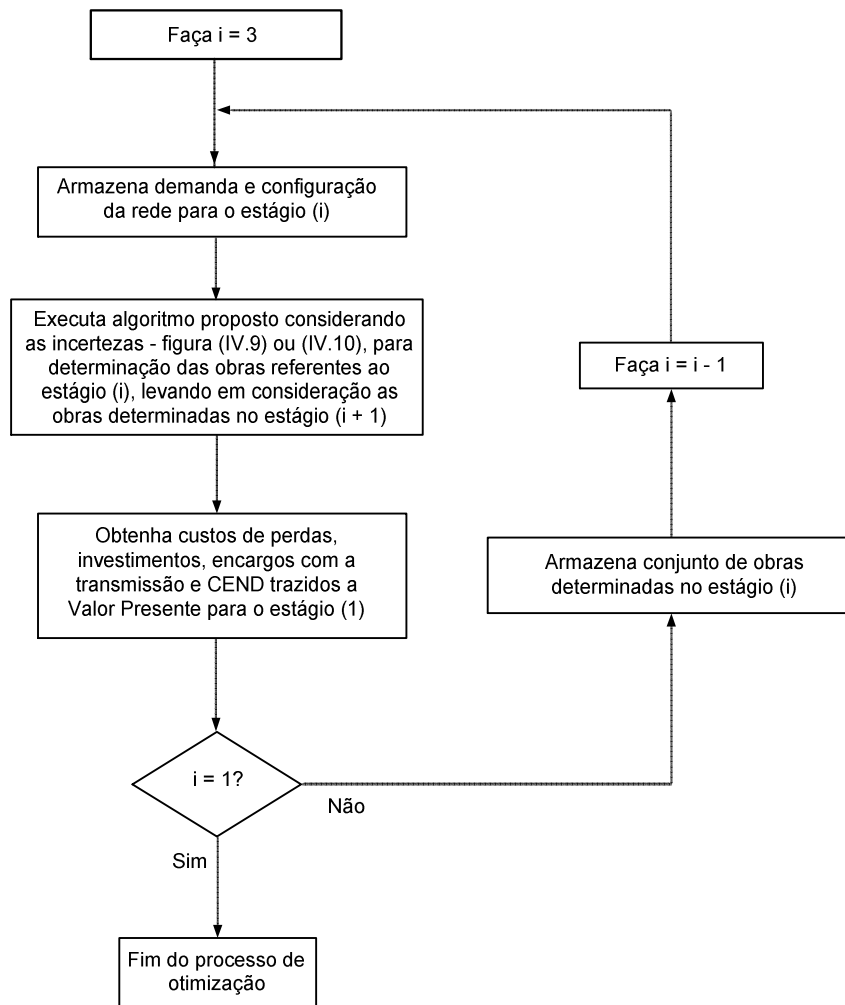 Faça i = 3
Armazena demanda e configuração
da rede para o estágio (i)
Executa algoritmo proposto considerando
as incertezas - figura (IV.9) ou (IV.10), para
determinação das obras referentes ao
estágio (i), levando em consideração as
obras determinadas no estágio (i + 1)
Obtenha custos de perdas,
investimentos, encargos com a
transmissão e CEND trazidos a
Valor Presente para o estágio (1)
i = 1?
Não
Sim
Fim do processo de
otimização
Armazena conjunto de obras
determinadas no estágio (i)
Faça i = i - 1